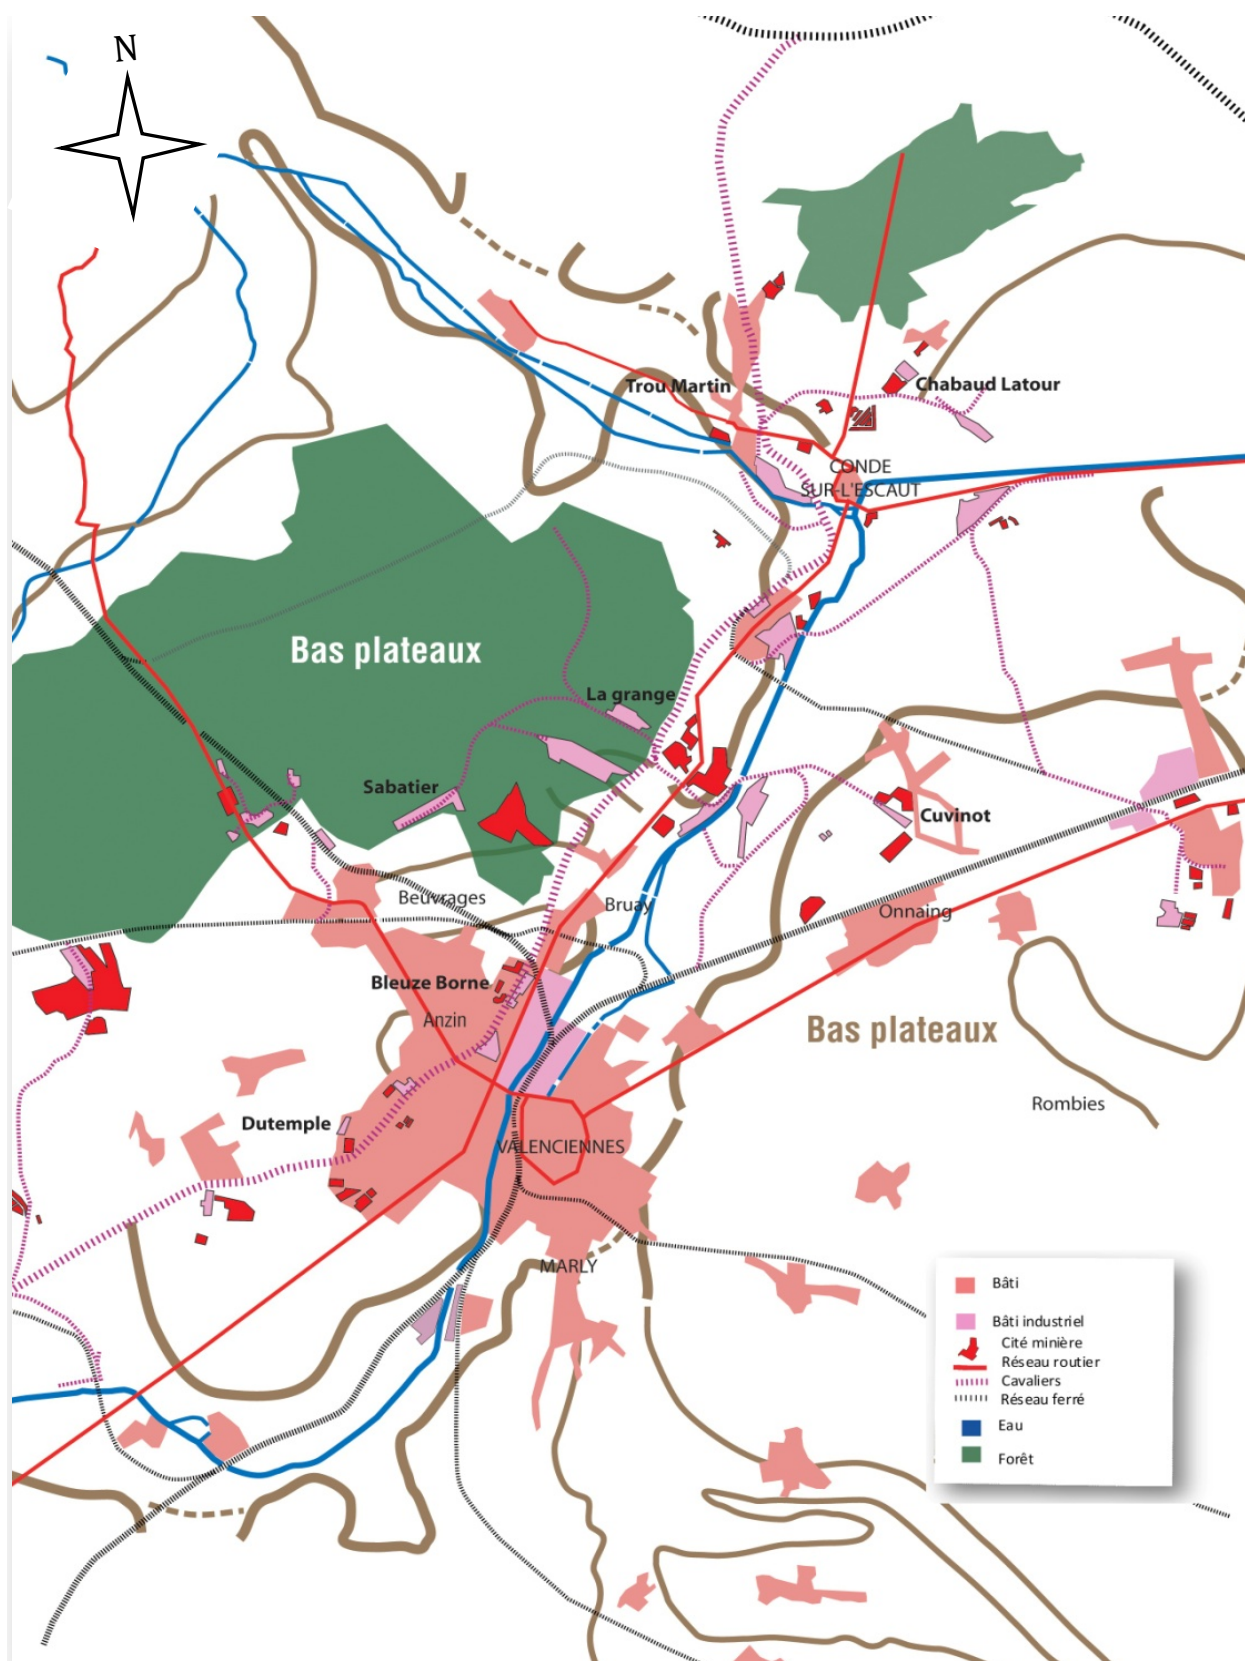 N
Trou Martin
Chabaud Latour
CONDE
SUR-L'ESCAUT
Bas plateaux
La grange
Sabatier
Cuvinot
Beuvrages
Bruay
Onnaing
Bleuze Borne
Anzin
Bas plateaux
Rombies
Dutemple
VALENCIENNES
MARLY
Bâti
Bâti industriel
Cité minière
Réseau routier
Cavaliers
Réseau ferré
Eau
Forêt